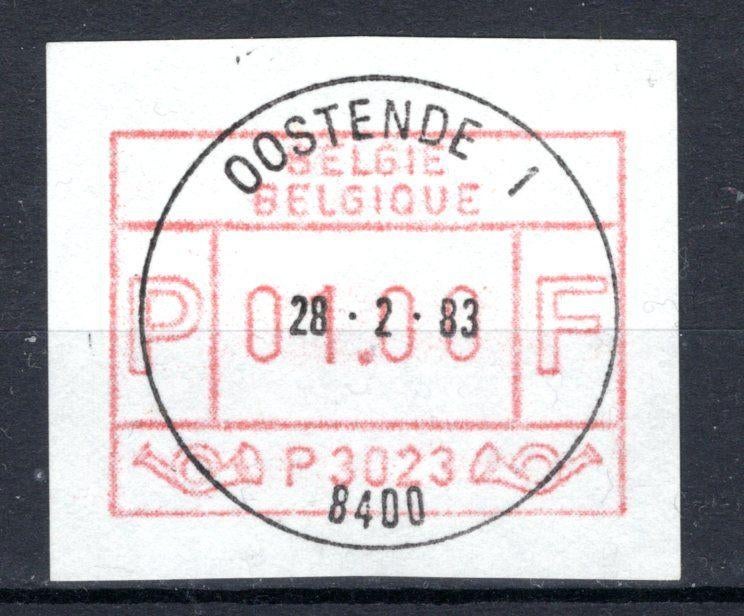 OOSTENDE 1
BELGIE
BELGIQUE
P 01.00 F
28 · 2 · 83
P3023
8400